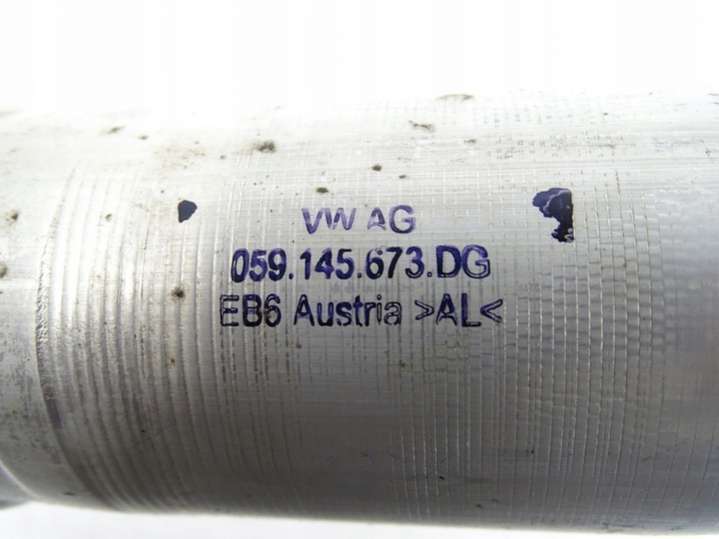 VW AG
059.145.673.DG
EB6 Austria >AL<